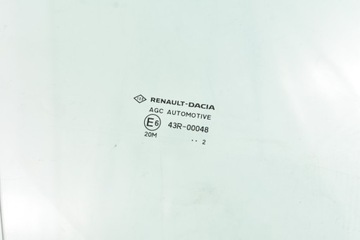 RENAULT-DACIA
AGC AUTOMOTIVE
E6 43R-00048
20M
·· 2